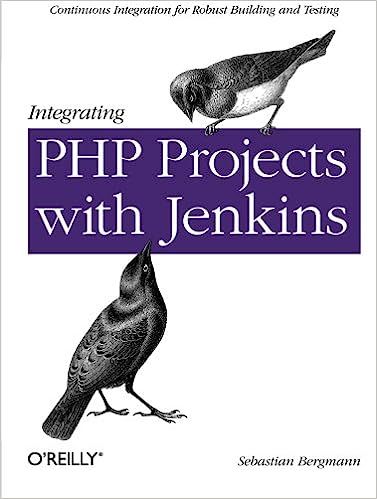 Continuous Integration for Robust Building and Testing
Integrating
PHP Projects
with Jenkins
O'REILLY®
Sebastian Bergmann